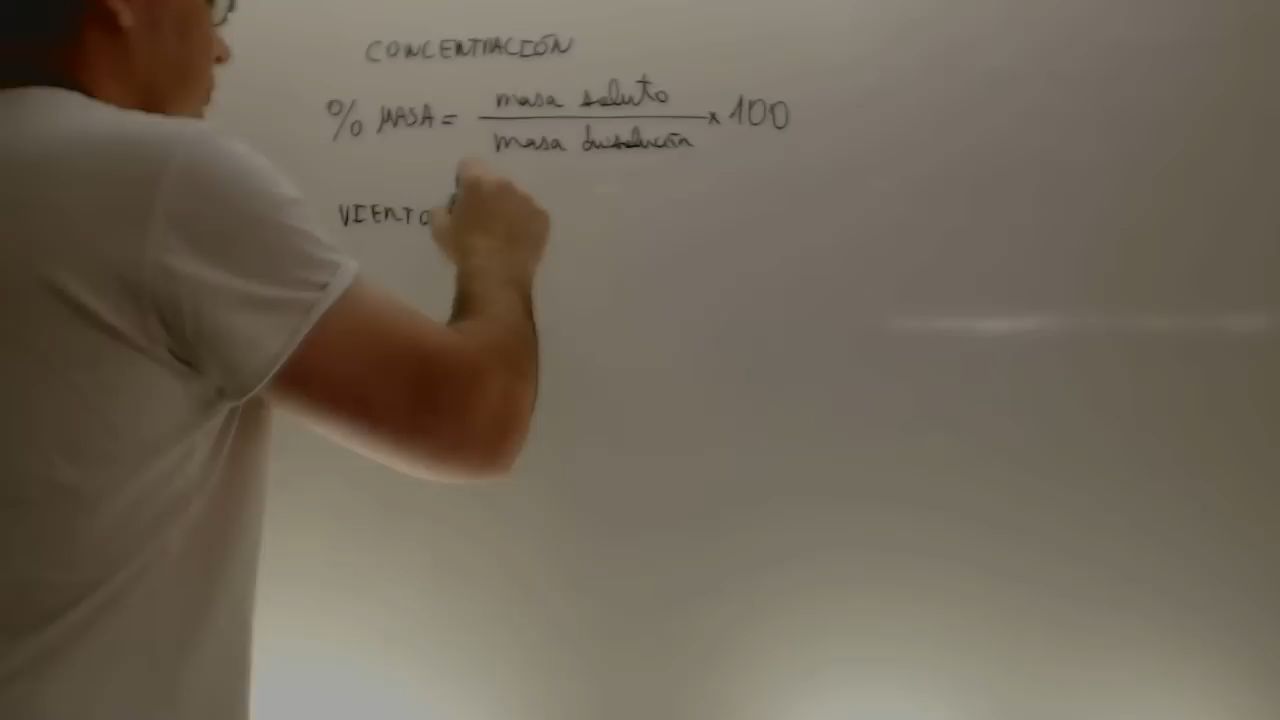 CONCENTRACIÓN
% MASA = masa soluto / masa disolución x 100
VIENTO